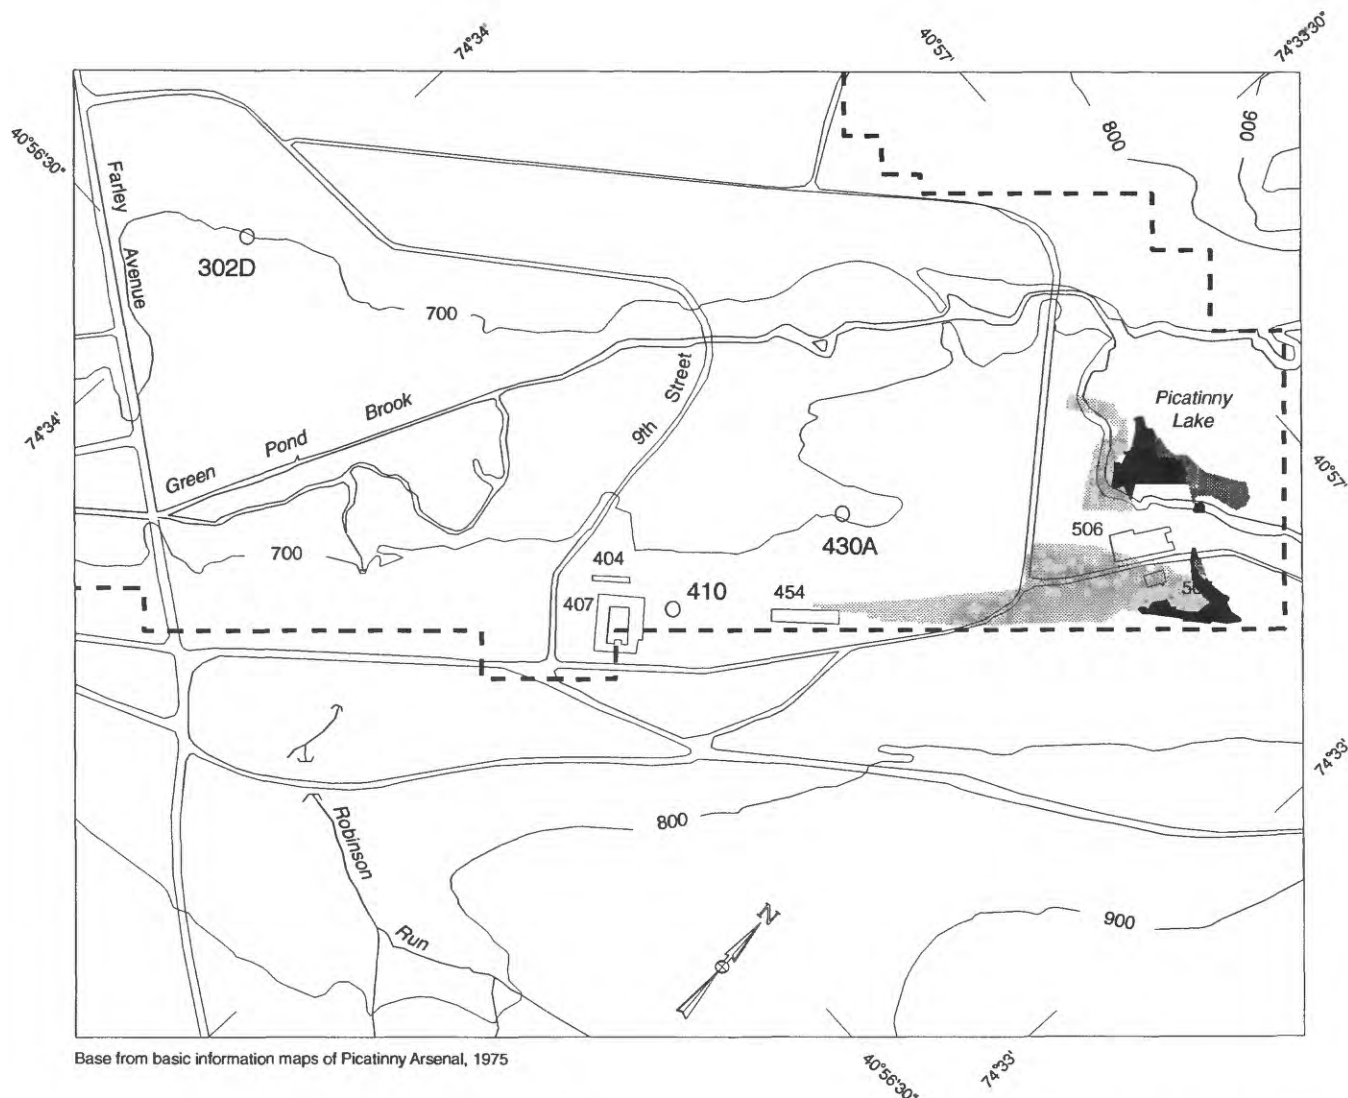 74°34'
40°57'
74°33'30"
40°56'30"
800
900
Farley
Avenue
302D
700
Street
9th
Picatinny
Lake
74°34'
Green Pond Brook
40°57'
700
430A
506
404
407
410
454
74°33'
Robinson
Run
800
900
N
Base from basic information maps of Picatinny Arsenal, 1975
40°56'30"
74°33'